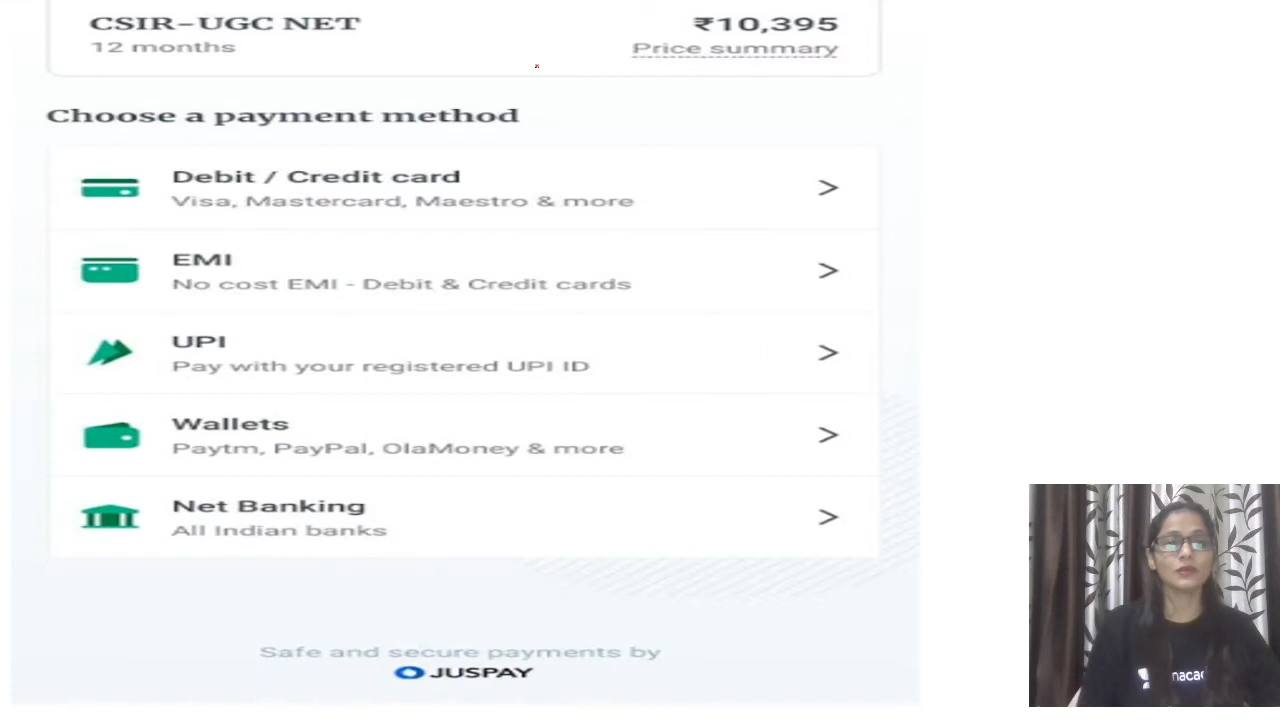 CSIR-UGC NET
₹10,395
12 months
Price summary
Choose a payment method
Debit / Credit card
Visa, Mastercard, Maestro & more
>
EMI
No cost EMI - Debit & Credit cards
>
UPI
Pay with your registered UPI ID
>
Wallets
Paytm, PayPal, OlaMoney & more
>
Net Banking
All Indian banks
>
Safe and secure payments by
JUSPAY